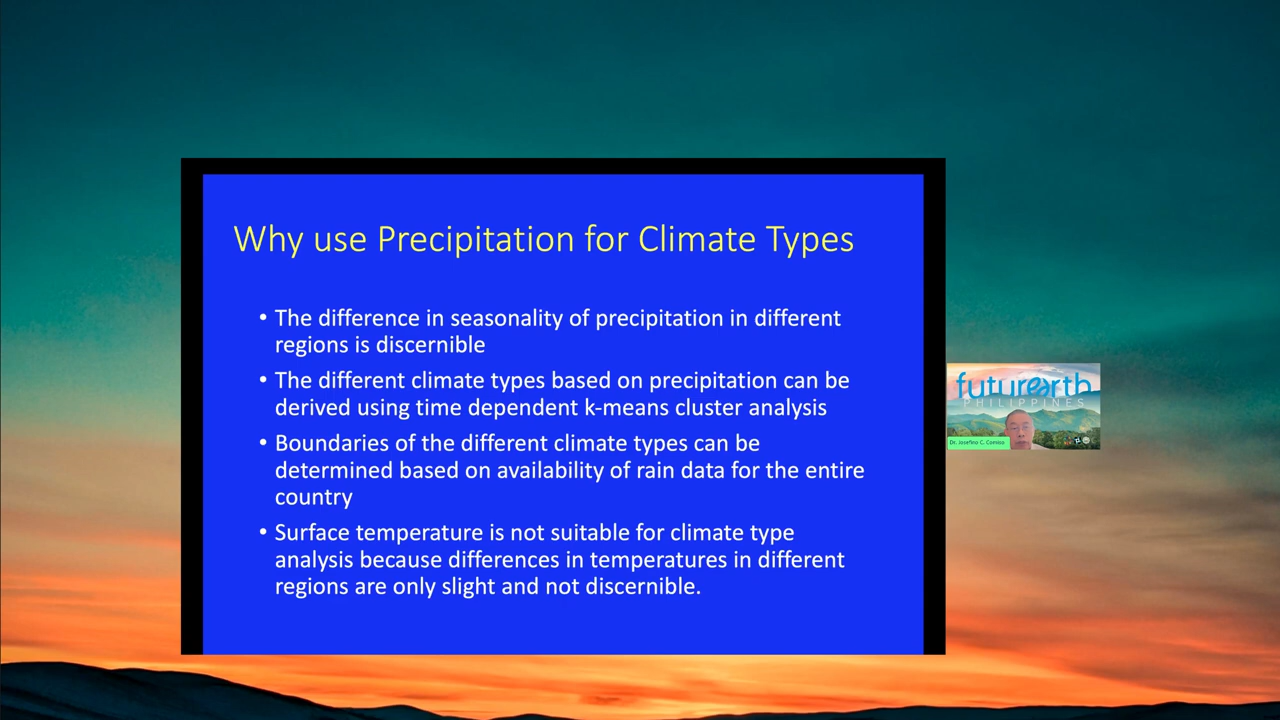 Why use Precipitation for Climate Types
• The difference in seasonality of precipitation in different
regions is discernible
• The different climate types based on precipitation can be
derived using time dependent k-means cluster analysis
• Boundaries of the different climate types can be
determined based on availability of rain data for the entire
country
• Surface temperature is not suitable for climate type
analysis because differences in temperatures in different
regions are only slight and not discernible.
futurearth
PHILIPPINES
Dr. Josefino C. Comiso